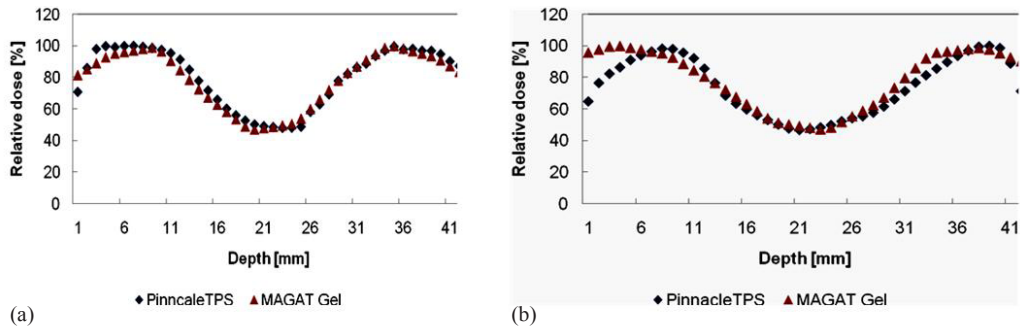 Relative dose [%]
120
100
80
60
40
20
0
1 6 11 16 21 26 31 36 41
Depth [mm]
PinncaleTPS MAGAT Gel
(a)
Relative dose [%]
120
100
80
60
40
20
0
1 6 11 16 21 26 31 36 41
Depth [mm]
PinnacleTPS MAGAT Gel
(b)